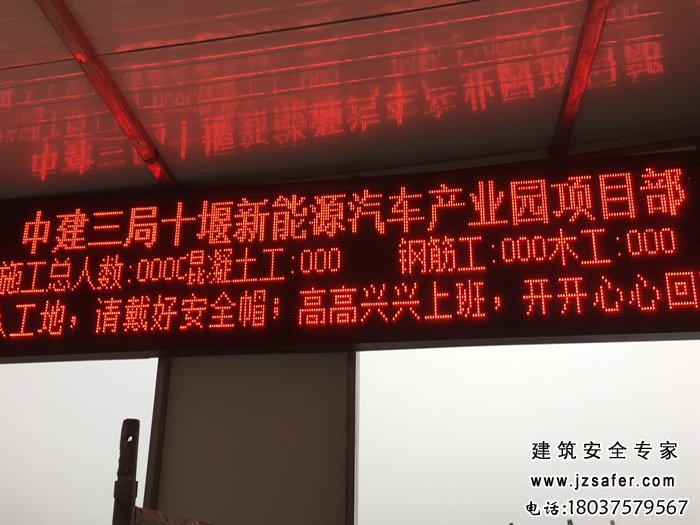 中建三局十堰新能源汽车产业园项目部
施工总人数:000C混凝土工:000 钢筋工:000木工:000
工地，请戴好安全帽；高高兴兴上班，开开心心回
建筑安全专家
www.jzsafer.com
电话:18037579567